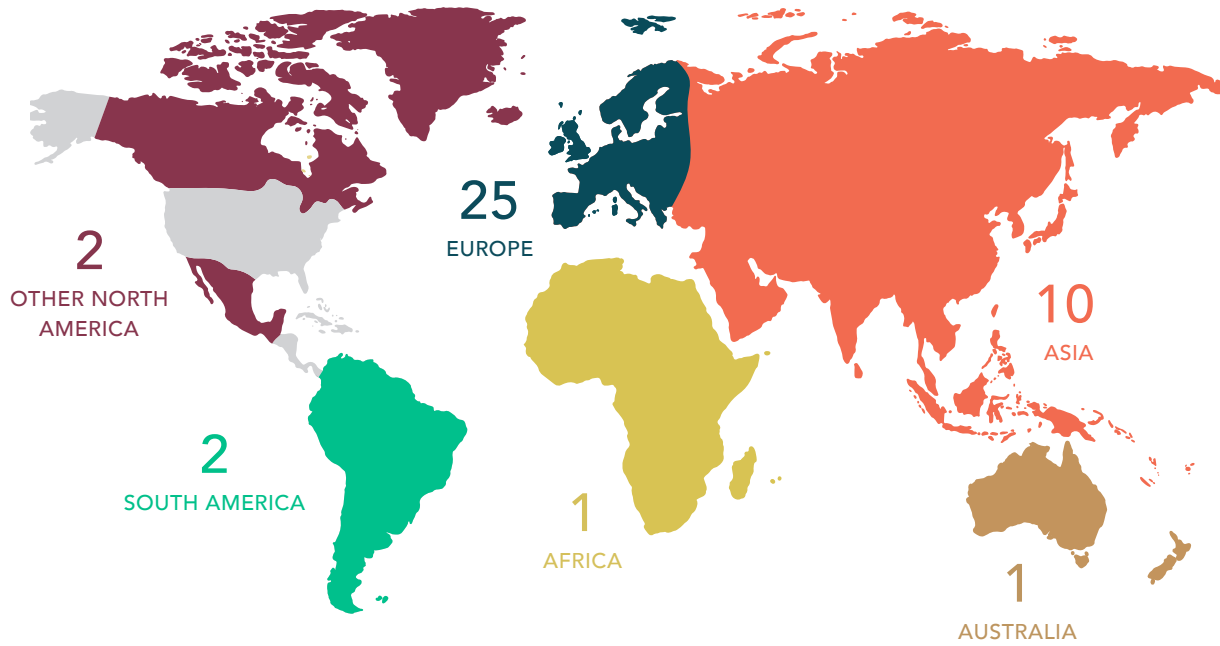 2
OTHER NORTH
AMERICA
25
EUROPE
10
ASIA
2
SOUTH AMERICA
1
AFRICA
1
AUSTRALIA